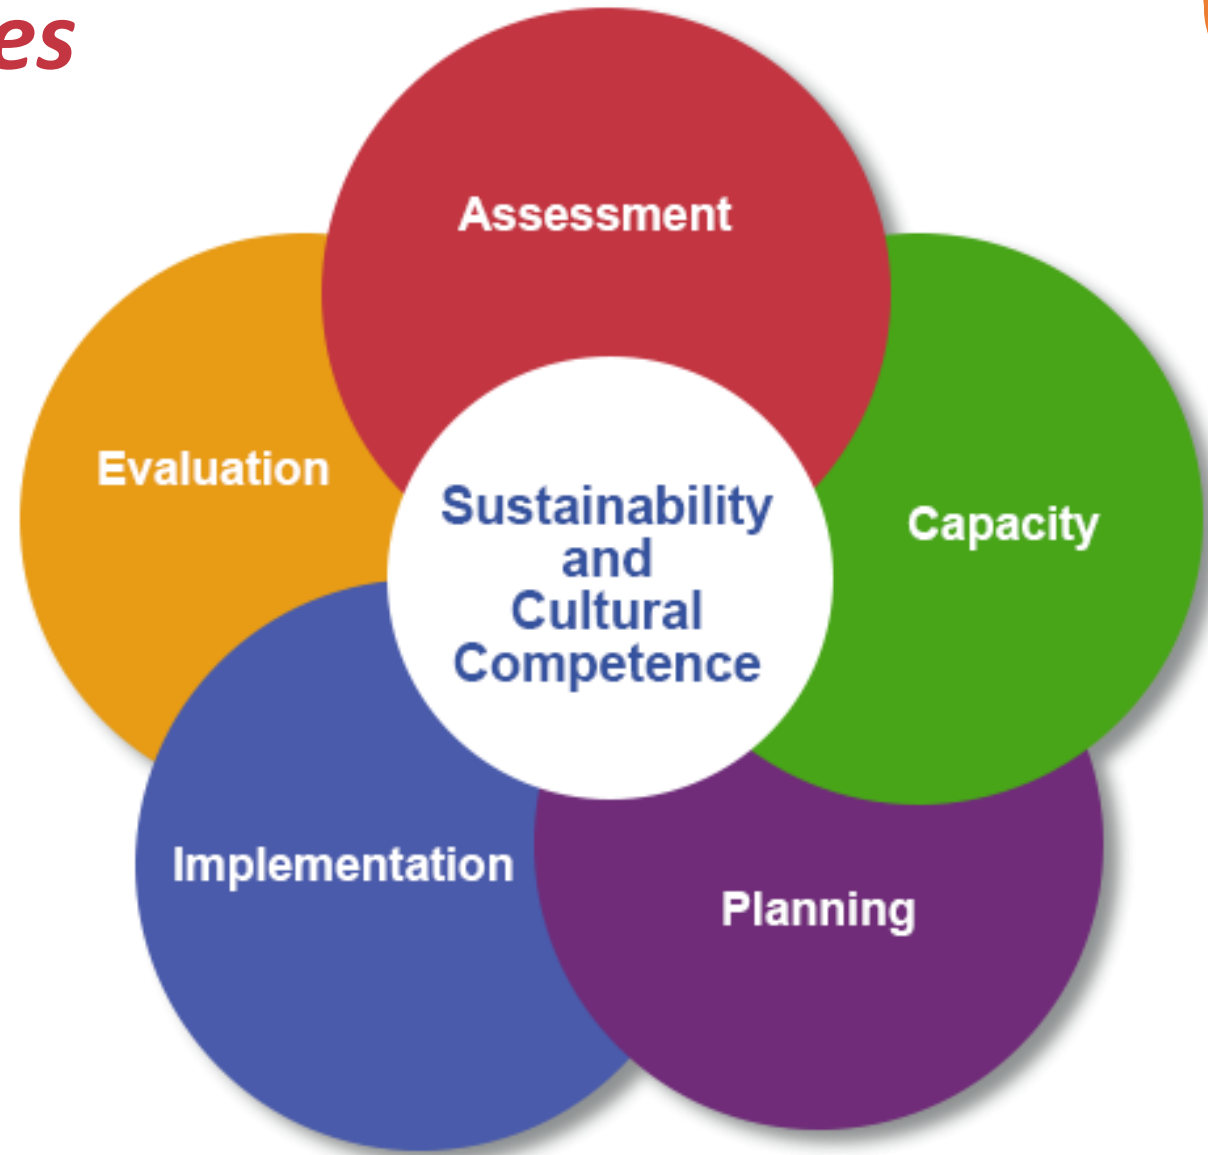 es
Assessment
Evaluation
Capacity
Sustainability
and
Cultural
Competence
Implementation
Planning